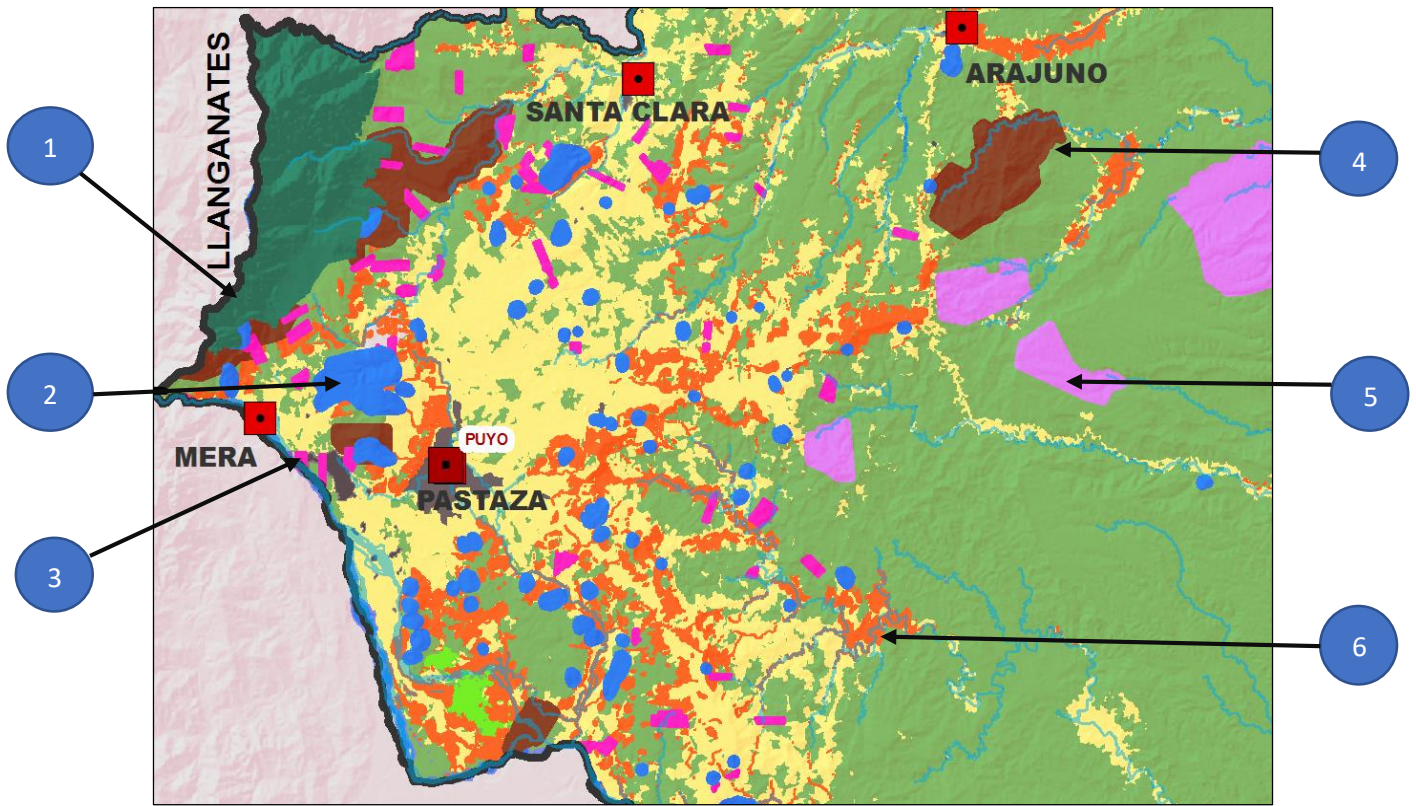 LLANGANATES
SANTA CLARA
ARAJUNO
MERA
PUYO
PASTAZA
1
2
3
4
5
6